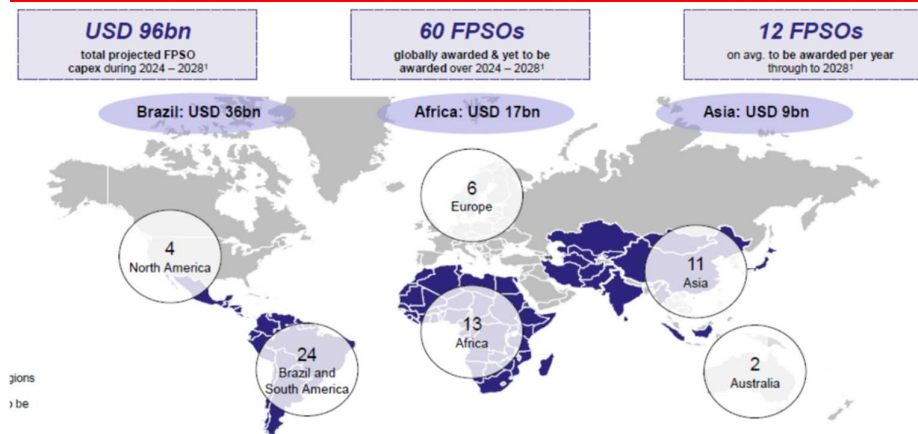 USD 96bn
total projected FPSO
capex during 2024 – 2028¹
60 FPSOs
globally awarded & yet to be
awarded over 2024 – 2028¹
12 FPSOs
on avg. to be awarded per year
through to 2028¹
Brazil: USD 36bn
Africa: USD 17bn
Asia: USD 9bn
6
Europe
4
North America
11
Asia
13
Africa
24
Brazil and
South America
2
Australia
gions
be